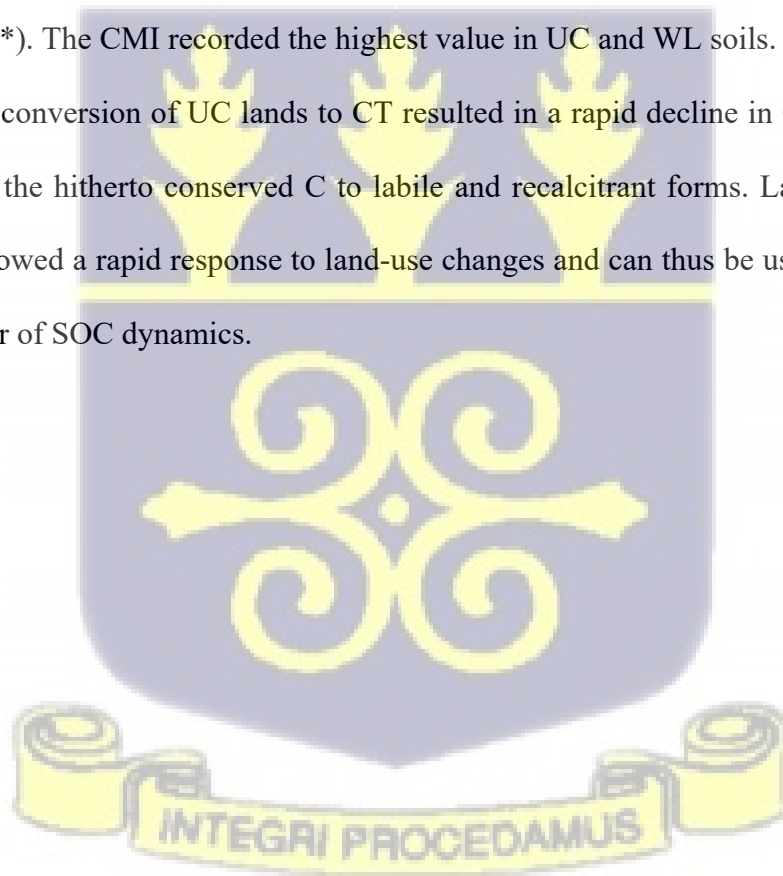 *). The CMI recorded the highest value in UC and WL soils.
conversion of UC lands to CT resulted in a rapid decline in
the hitherto conserved C to labile and recalcitrant forms.
owed a rapid response to land-use changes and can thus be
r of SOC dynamics.
INTEGRI PROCEDAMUS